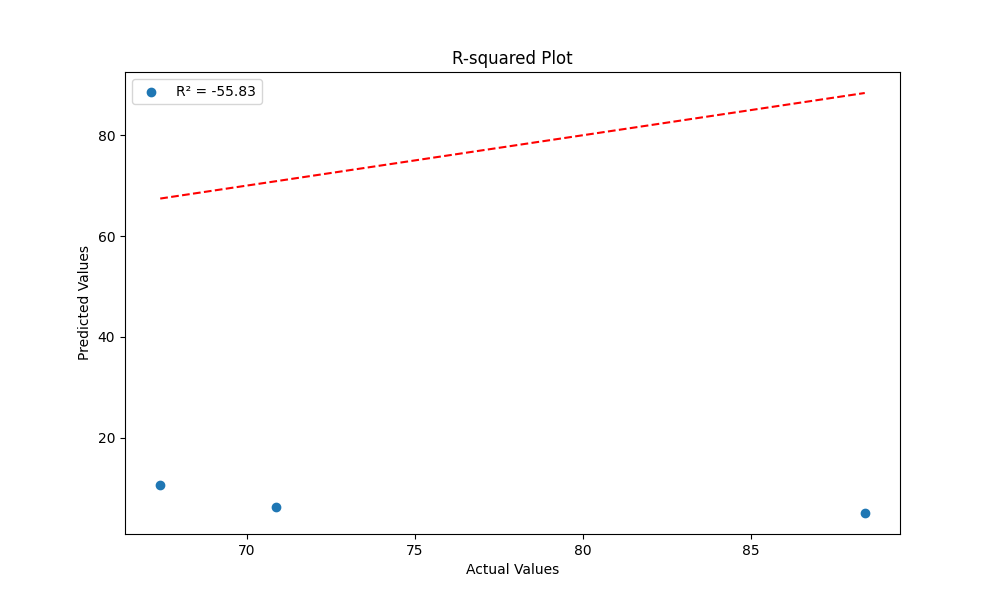 R-squared Plot
R² = -55.83
80
60
40
20
Predicted Values
70
75
80
85
Actual Values